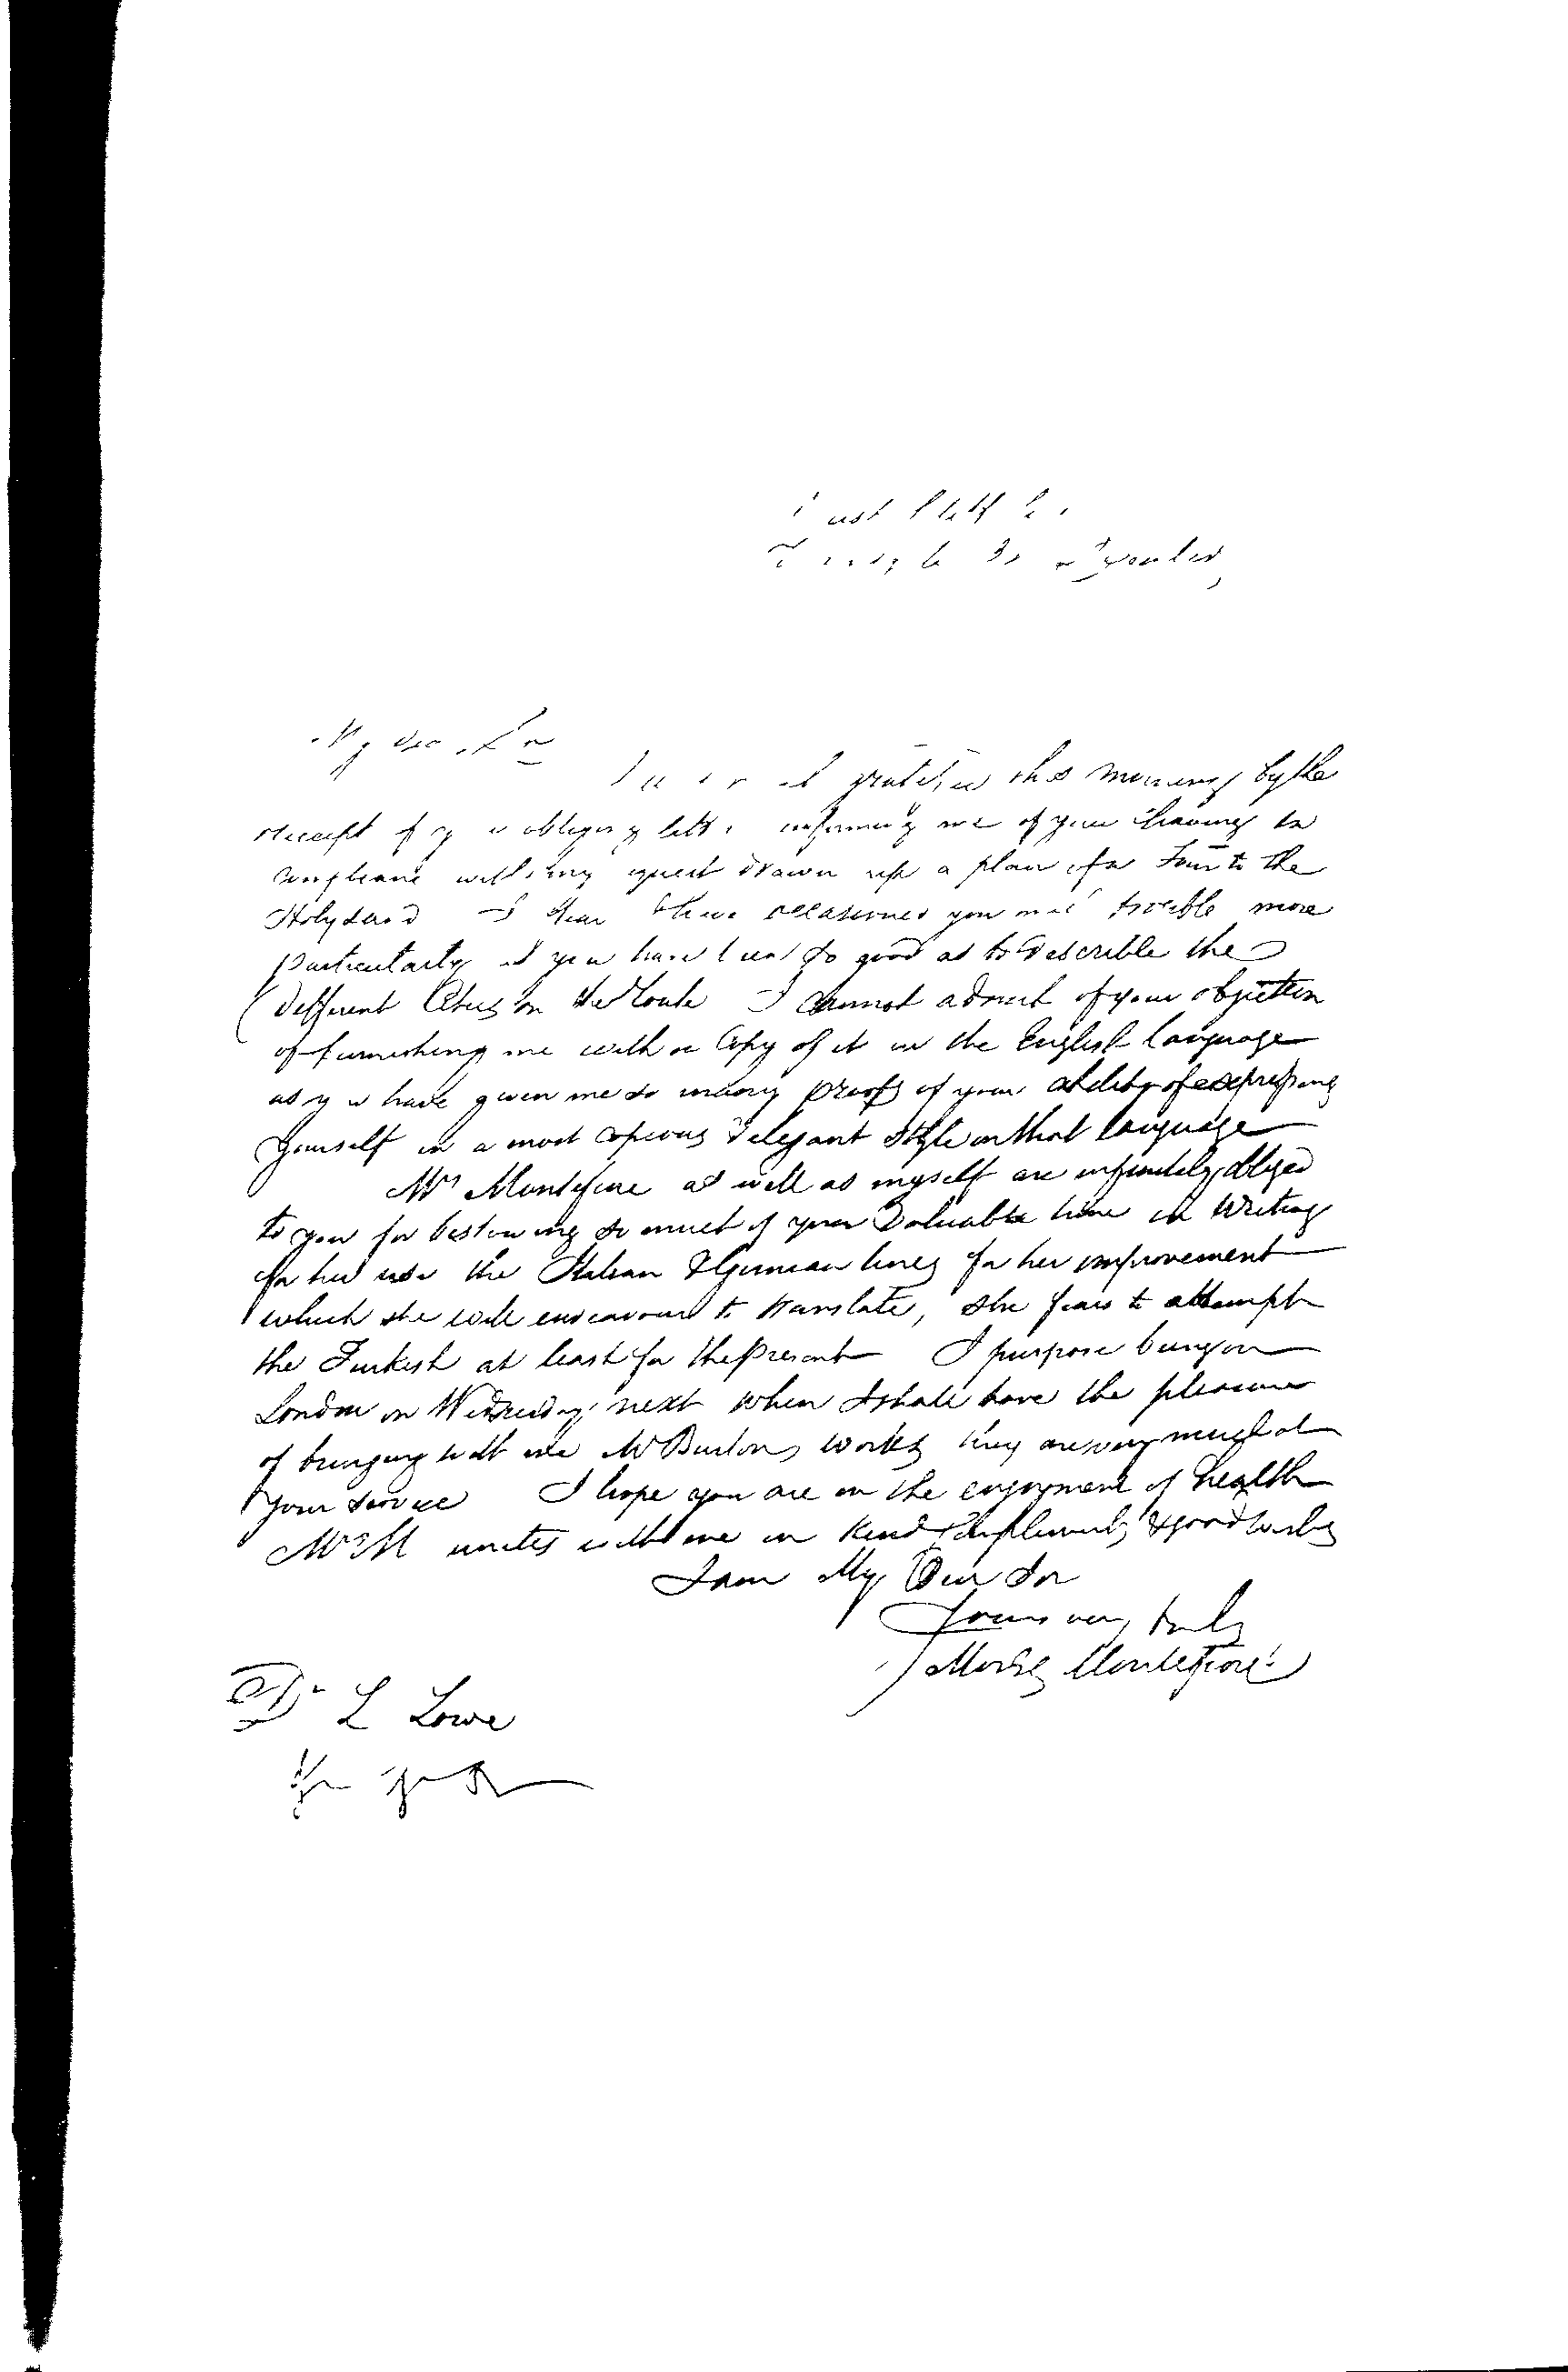 My dear Sir
gratified this morning by the
receipt of your obliging letter informing me of your having in
compliance with my request drawn up a plan of a Tour to the
Holy Land I fear I have occasioned you much trouble more
particularly as you have been so good as to describe the
different Cities on the Route I cannot admit of your objection
of furnishing me with a Copy of it in the English language
as you have given me so many proofs of your ability of expressing
yourself in a most copious & elegant style in that language
Mrs Montefiore as well as myself are infinitely obliged
to you for bestowing so much of your Valuable time in Writing
for her use the Italian & German lines for her improvement
which she will endeavour to translate, she fears to attempt
the Turkish at least for the Present I purpose being in
London on Wednesday next when I shall have the pleasure
of bringing with me Mr Burtons works they are very much at
your service I hope you are in the enjoyment of health
Mrs M unites with me in kind Compliments & good wishes
I am My Dear Sir
Yours very truly
Moses Montefiore
Dr L Lowe